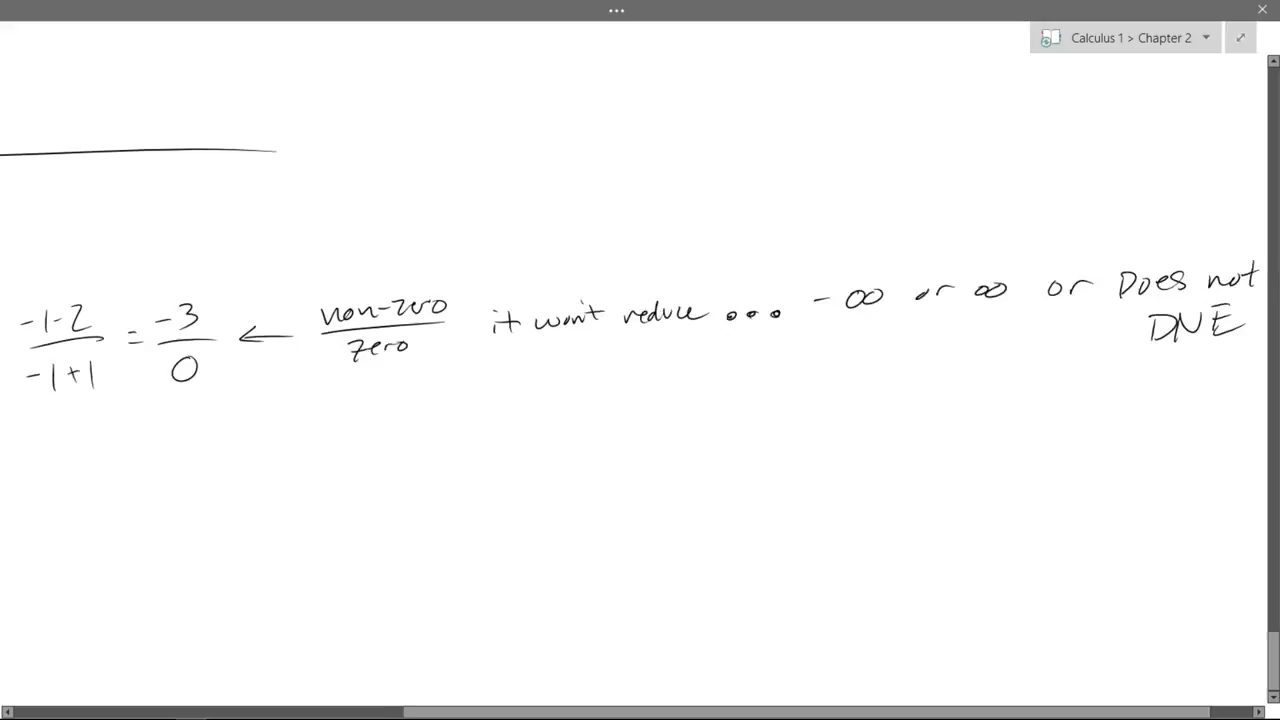 Calculus 1 > Chapter 2
-1-2 / -1+1 = -3 / 0 ← non-zero / zero it won't reduce ... -∞ or ∞ or Does not
DNE